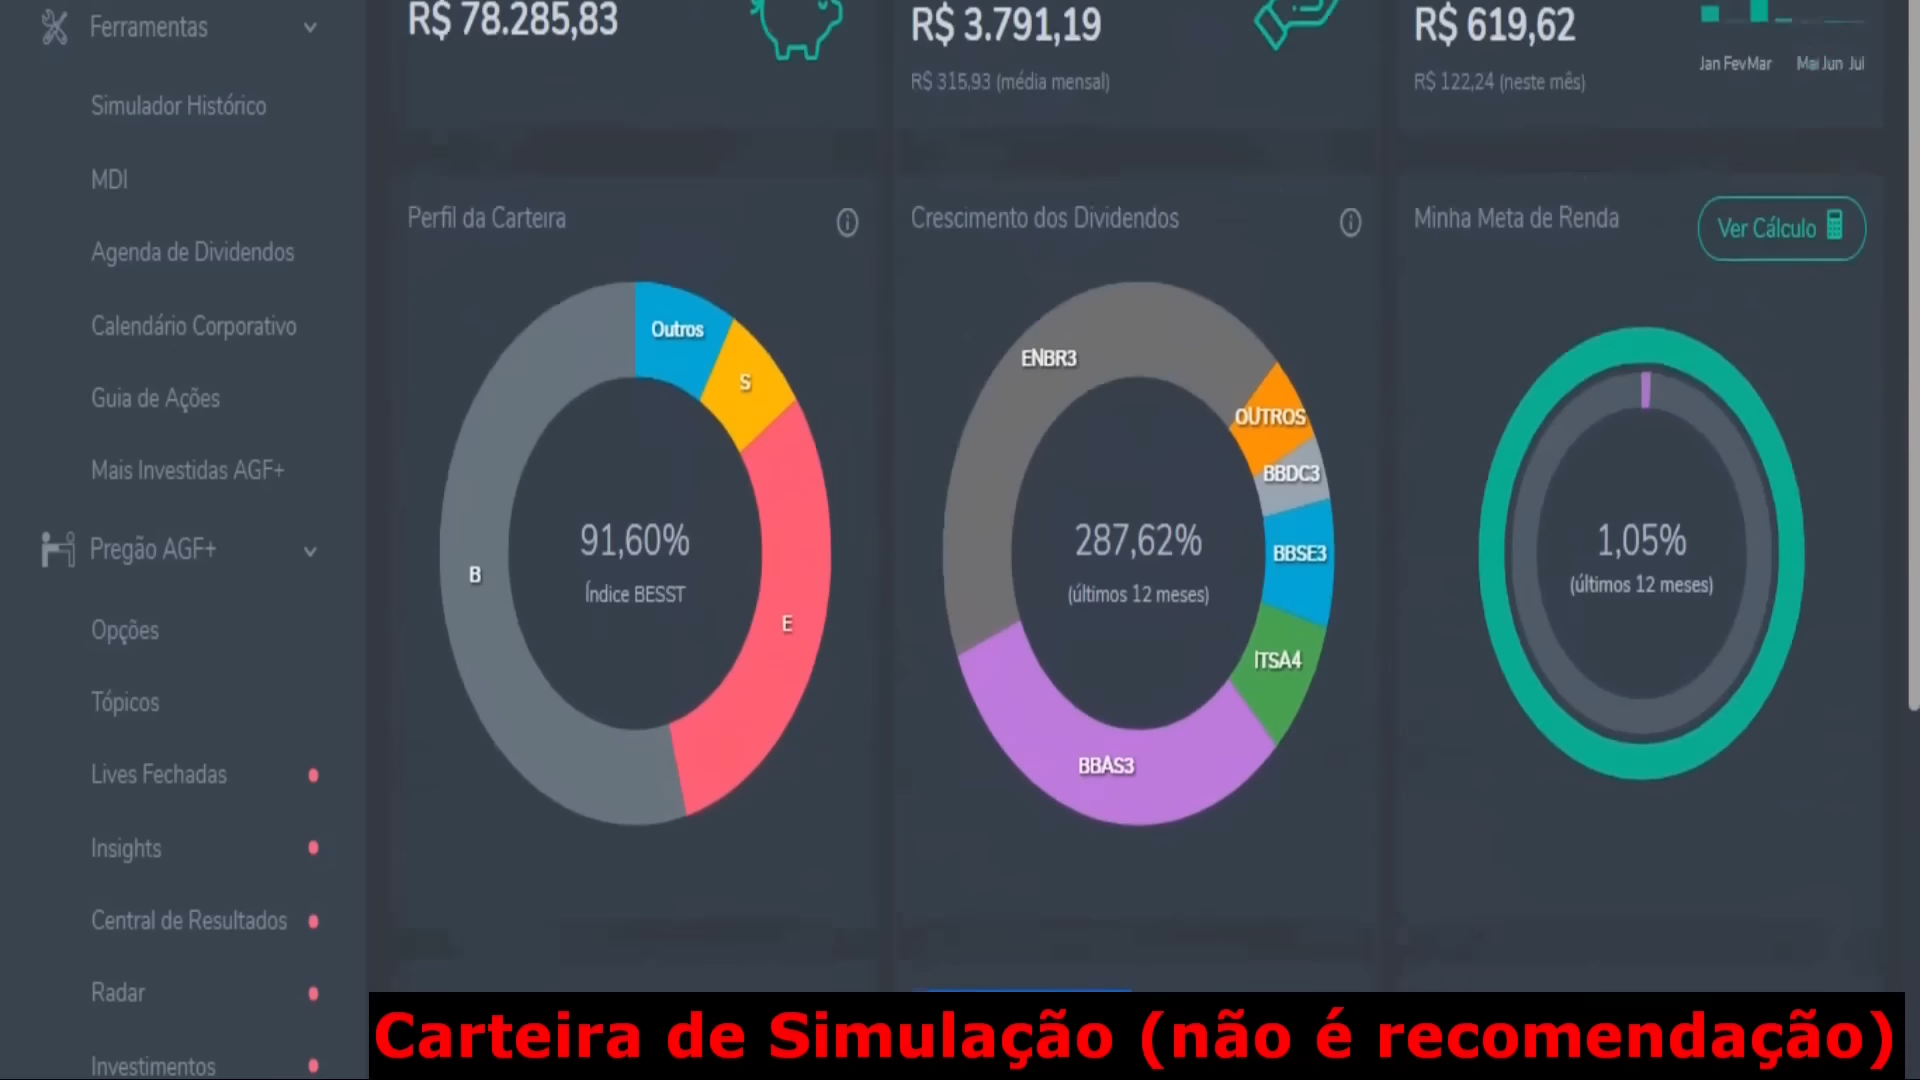 Ferramentas
Simulador Histórico
MDI
Agenda de Dividendos
Calendário Corporativo
Guia de Ações
Mais Investidas AGF+
Pregão AGF+
Opções
Tópicos
Lives Fechadas
Insights
Central de Resultados
Radar
Investimentos
R$ 78.285,83
R$ 3.791,19
R$ 315,93 (média mensal)
R$ 619,62
R$ 122,24 (neste mês)
Jan Fev Mar Mai Jun Jul
Perfil da Carteira
Outros
S
E
B
91,60%
Índice BESST
Crescimento dos Dividendos
ENBR3
OUTROS
BBDC3
BBSE3
ITSA4
BBAS3
287,62%
(últimos 12 meses)
Minha Meta de Renda
Ver Cálculo
1,05%
(últimos 12 meses)
Carteira de Simulação (não é recomendação)